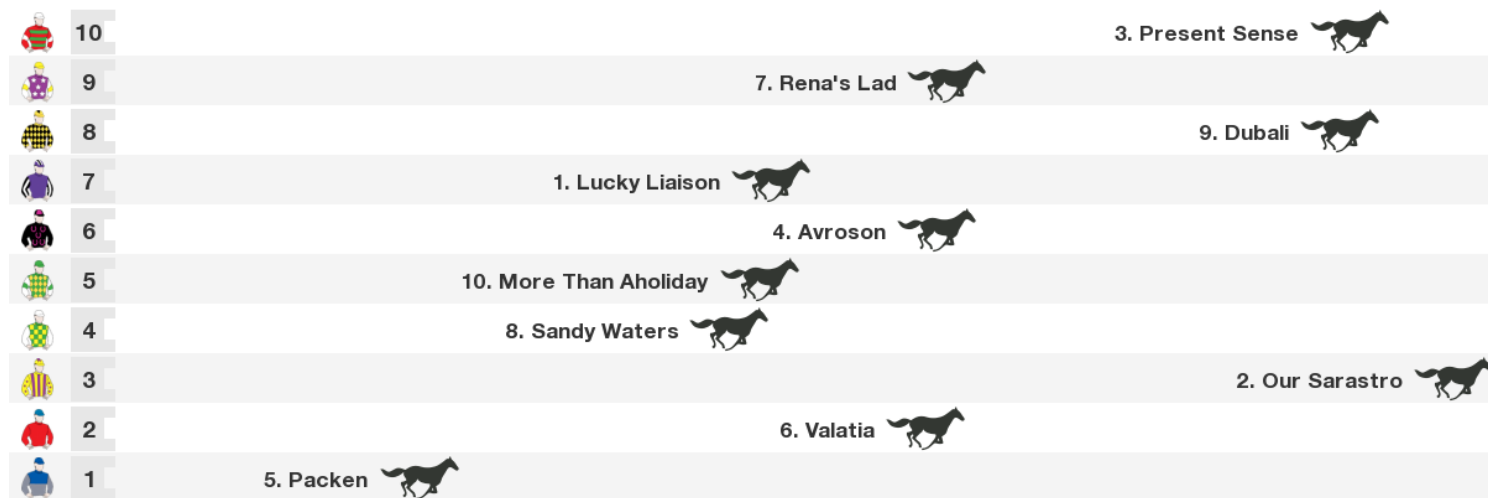 10 3. Present Sense
9 7. Rena's Lad
8 9. Dubali
7 1. Lucky Liaison
6 4. Avroson
5 10. More Than Aholiday
4 8. Sandy Waters
3 2. Our Sarastro
2 6. Valatia
1 5. Packen